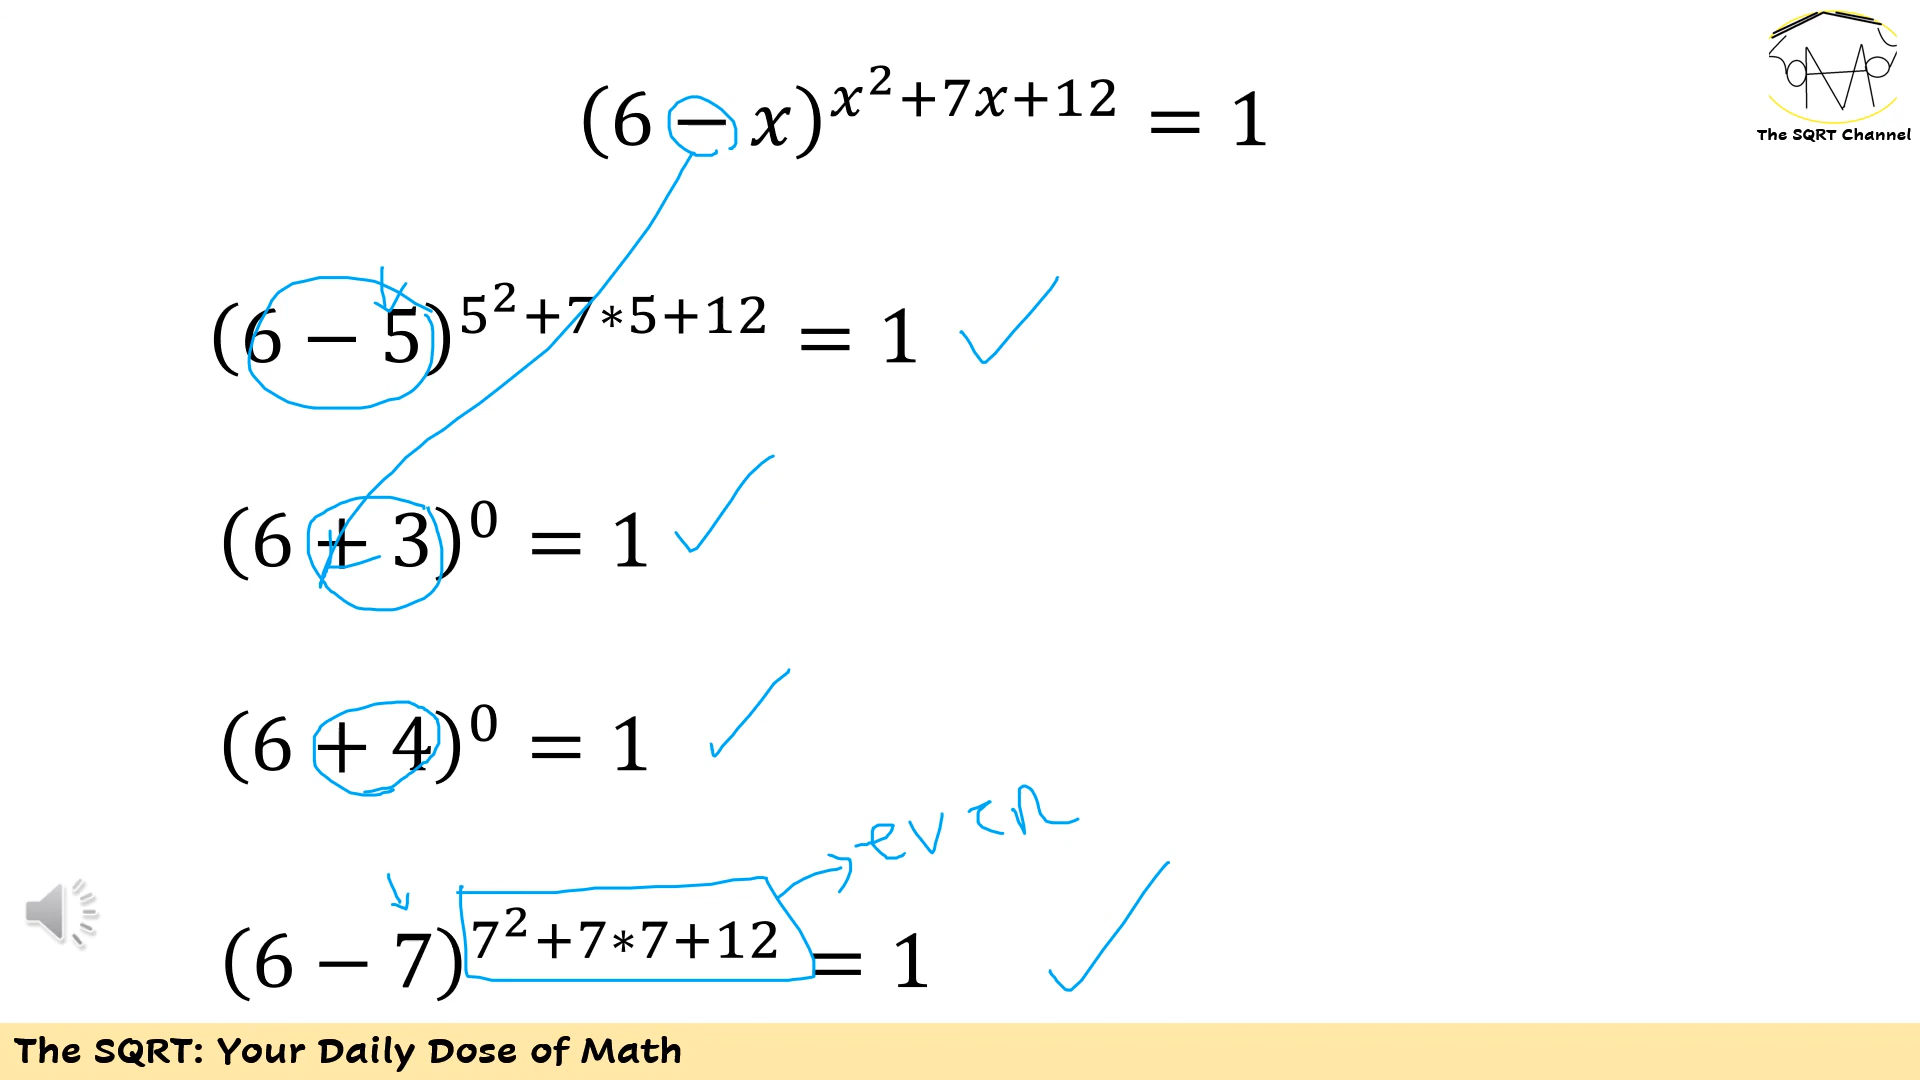 (6 − x)^{x²+7x+12} = 1
The SQRT Channel
(6 − 5)^{5²+7*5+12} = 1
(6 + 3)⁰ = 1
(6 + 4)⁰ = 1
even
(6 − 7)^{7²+7*7+12} = 1
The SQRT: Your Daily Dose of Math